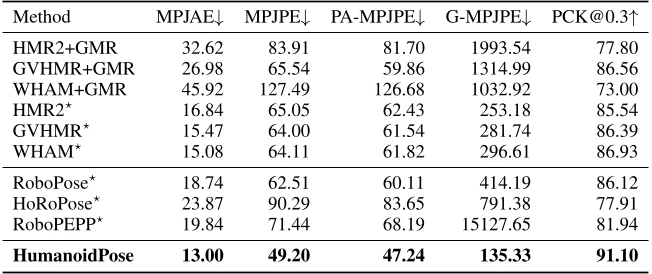 Method MPJAE↓ MPJPE↓ PA-MPJPE↓ G-MPJPE↓ PCK@0.3↑
HMR2+GMR 32.62 83.91 81.70 1993.54 77.80
GVHMR+GMR 26.98 65.54 59.86 1314.99 86.56
WHAM+GMR 45.92 127.49 126.68 1032.92 73.00
HMR2⋆ 16.84 65.05 62.43 253.18 85.54
GVHMR⋆ 15.47 64.00 61.54 281.74 86.39
WHAM⋆ 15.08 64.11 61.82 296.61 86.93
RoboPose⋆ 18.74 62.51 60.11 414.19 86.12
HoRoPose⋆ 23.87 90.29 83.65 791.38 77.91
RoboPEPP⋆ 19.84 71.44 68.19 15127.65 81.94
HumanoidPose 13.00 49.20 47.24 135.33 91.10